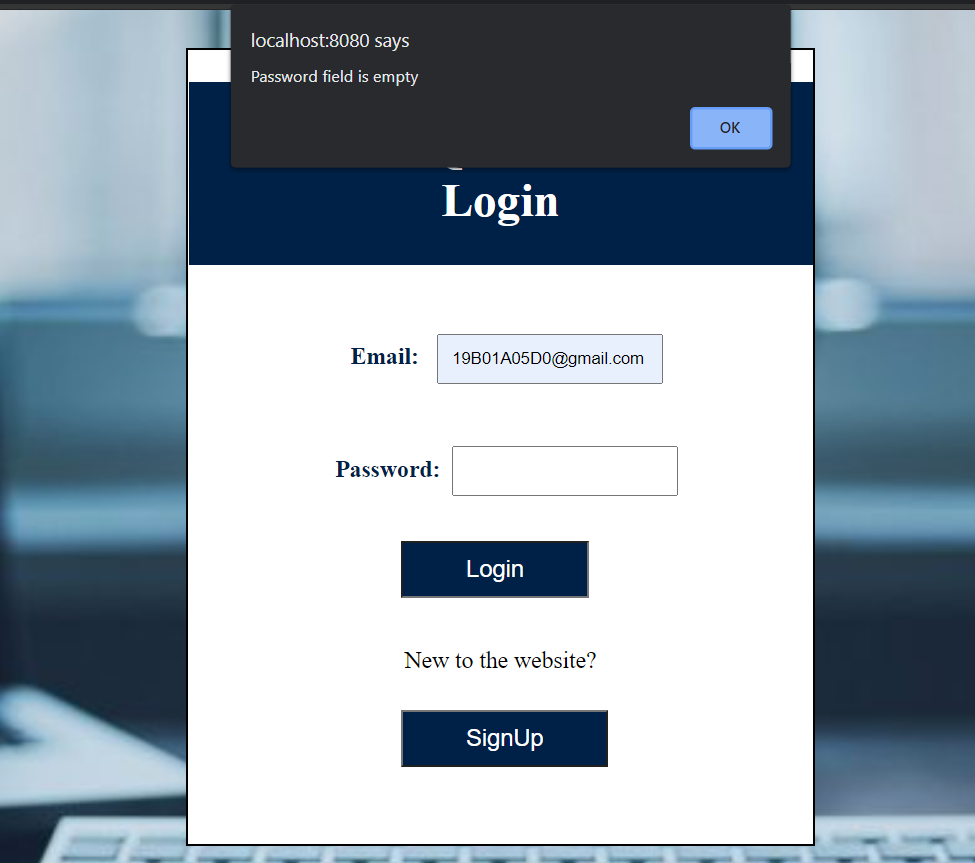 localhost:8080 says
Password field is empty
OK
Login
Email: 19B01A05D0@gmail.com
Password:
Login
New to the website?
SignUp